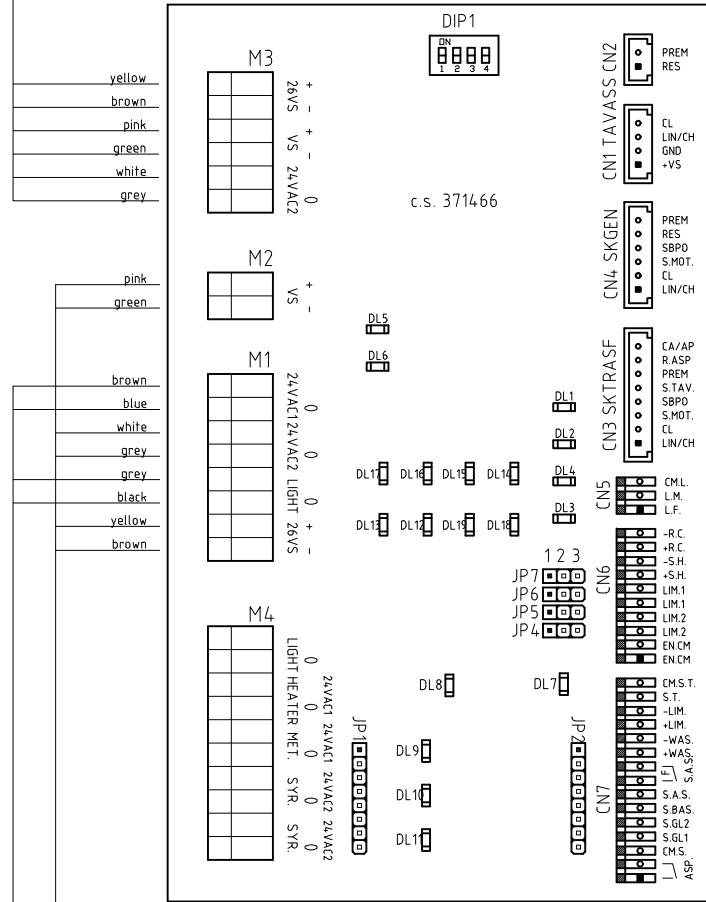 DIP1
ON
1 2 3 4
M3
yellow
brown
pink
green
white
grey
26VS + -
VS + -
24VAC2 0
M2
pink
green
VS + -
M1
brown
blue
white
grey
grey
black
yellow
brown
24VAC1 0
24VAC2 0
LIGHT 0
26VS + -
M4
LIGHT 0
HEATER 0 24VAC1
MET. 0 24VAC1
SYR. 0 24VAC2
SYR. 0 24VAC2
c.s. 371466
DL5
DL6
DL1
DL2
DL4
DL3
DL17 DL16 DL15 DL14
DL13 DL12 DL19 DL18
1 2 3
JP7
JP6
JP5
JP4
DL8
DL7
JP1
JP2
DL9
DL10
DL11
CN2
PREM
RES
CN1 TAVASS
CL
LIN/CH
GND
+VS
CN4 SKGEN
PREM
RES
SBPO
S.MOT.
CL
LIN/CH
CN3 SKTRASF
CA/AP
R.ASP
PREM
S.TAV.
SBPO
S.MOT.
CL
LIN/CH
CN5
CM.L.
L.M.
L.F.
CN6
-R.C.
+R.C.
-S.H.
+S.H.
LIM.1
LIM.1
LIM.2
LIM.2
EN.CM
EN.CM
CN7
CM.S.T.
S.T.
-LIM.
+LIM.
-WAS.
+WAS.
F S.A.S.
S.A.S.
S.BAS.
S.GL2
S.GL1
CM.S.
ASP.